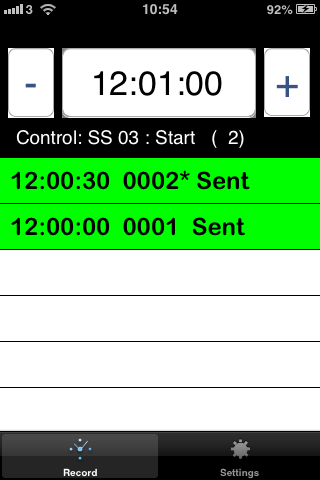 3 10:54 92%
- 12:01:00 +
Control: SS 03 : Start ( 2)
12:00:30 0002* Sent
12:00:00 0001 Sent
Record Settings